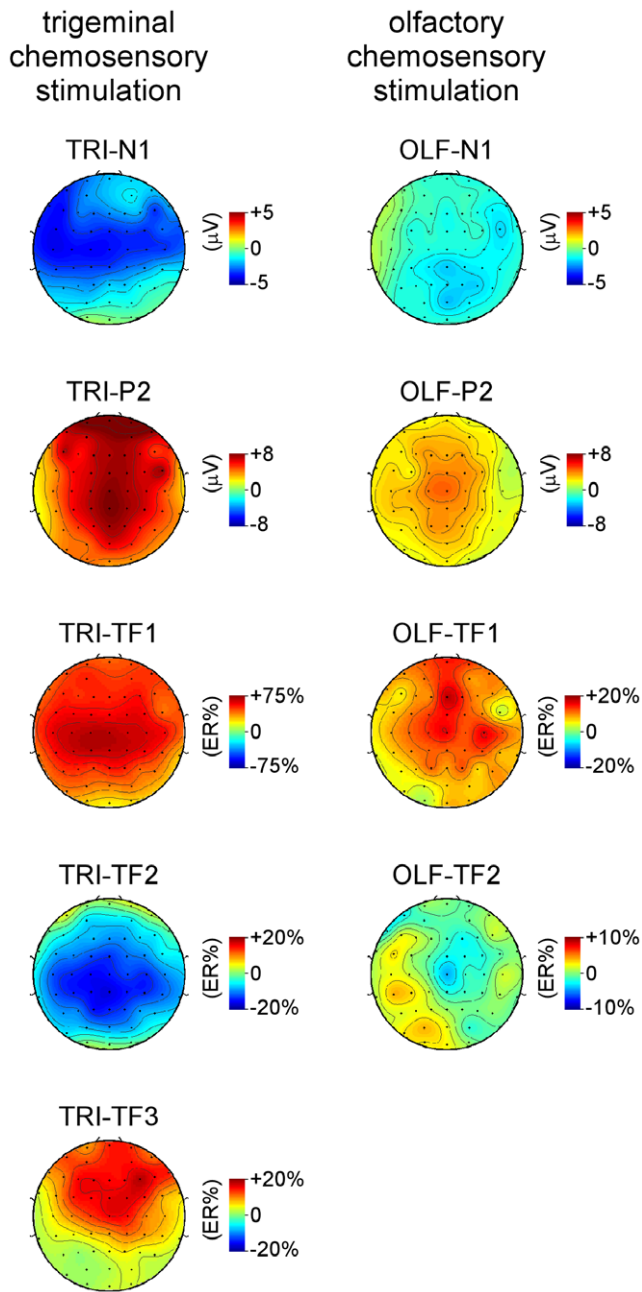 trigeminal
chemosensory
stimulation
olfactory
chemosensory
stimulation
TRI-N1
OLF-N1
+5
0
-5
(µV)
+5
0
-5
(µV)
TRI-P2
OLF-P2
+8
0
-8
(µV)
+8
0
-8
(µV)
TRI-TF1
OLF-TF1
+75%
0
-75%
(ER%)
+20%
0
-20%
(ER%)
TRI-TF2
OLF-TF2
+20%
0
-20%
(ER%)
+10%
0
-10%
(ER%)
TRI-TF3
+20%
0
-20%
(ER%)